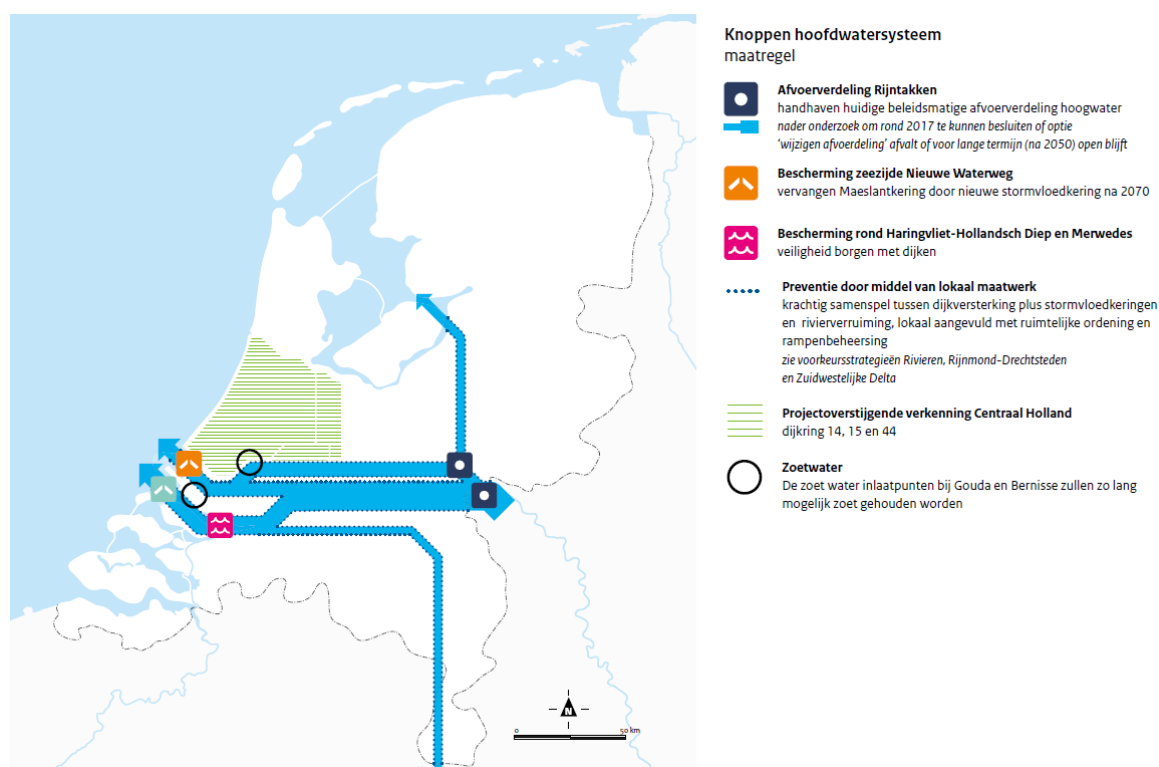 Knoppen hoofdwatersysteem
maatregel
Afvoerverdeling Rijntakken
handhaven huidige beleidsmatige afvoerverdeling hoogwater
nader onderzoek om rond 2017 te kunnen besluiten of optie
'wijzigen afvoerdeling' afvalt of voor lange termijn (na 2050) open blijft
Bescherming zeezijde Nieuwe Waterweg
vervangen Maeslantkering door nieuwe stormvloedkering na 2070
Bescherming rond Haringvliet-Hollandsch Diep en Merwedes
veiligheid borgen met dijken
Preventie door middel van lokaal maatwerk
krachtig samenspel tussen dijkversterking plus stormvloedkeringen
en rivierverruiming, lokaal aangevuld met ruimtelijke ordening en
rampenbeheersing
zie voorkeursstrategieën Rivieren, Rijnmond-Drechtsteden
en Zuidwestelijke Delta
Projectoverstijgende verkenning Centraal Holland
dijkring 14, 15 en 44
Zoetwater
De zoet water inlaatpunten bij Gouda en Bernisse zullen zo lang
mogelijk zoet gehouden worden
N
0 50 km